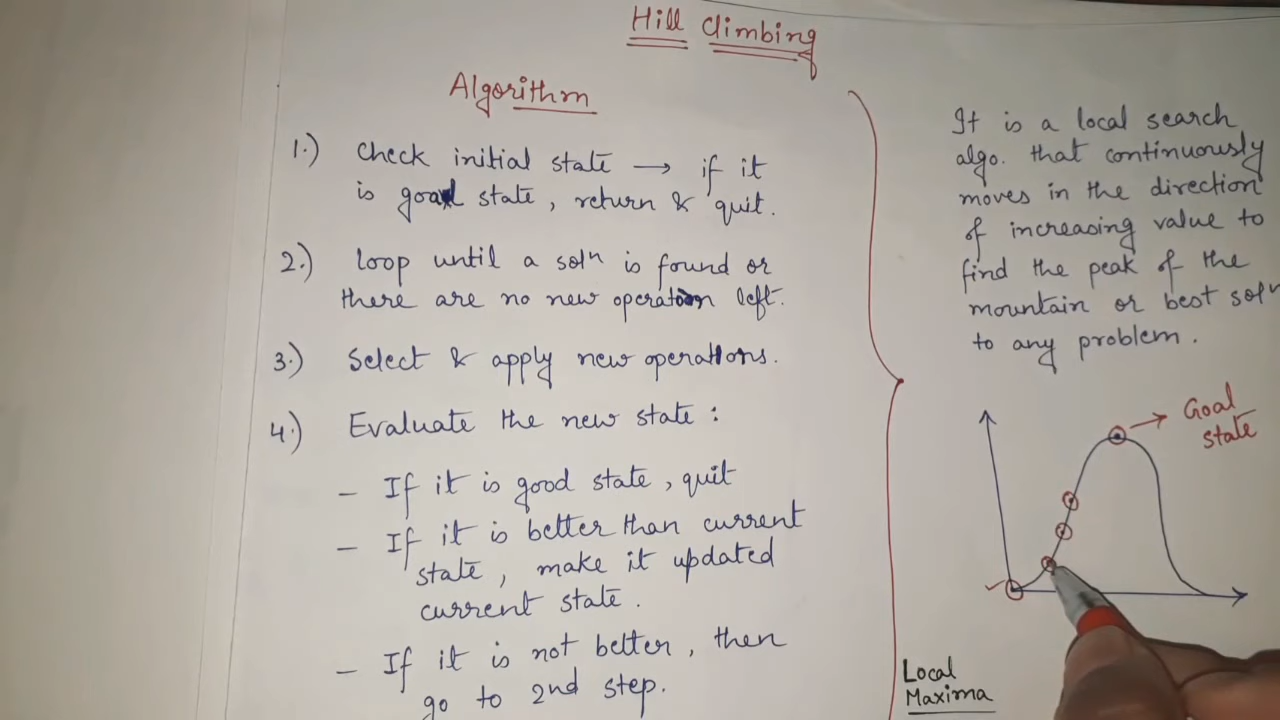 Hill Climbing
Algorithm
1.) Check initial state → if it
is goal state, return & quit.
2.) Loop until a solⁿ is found or
there are no new operation left.
3.) Select & apply new operations.
4.) Evaluate the new state :
- If it is good state, quit
- If it is better than current
state, make it updated
current state.
- If it is not better, then
go to 2nd step.
It is a local search
algo. that continuously
moves in the direction
of increasing value to
find the peak of the
mountain or best solⁿ
to any problem.
Goal
state
Local
Maxima